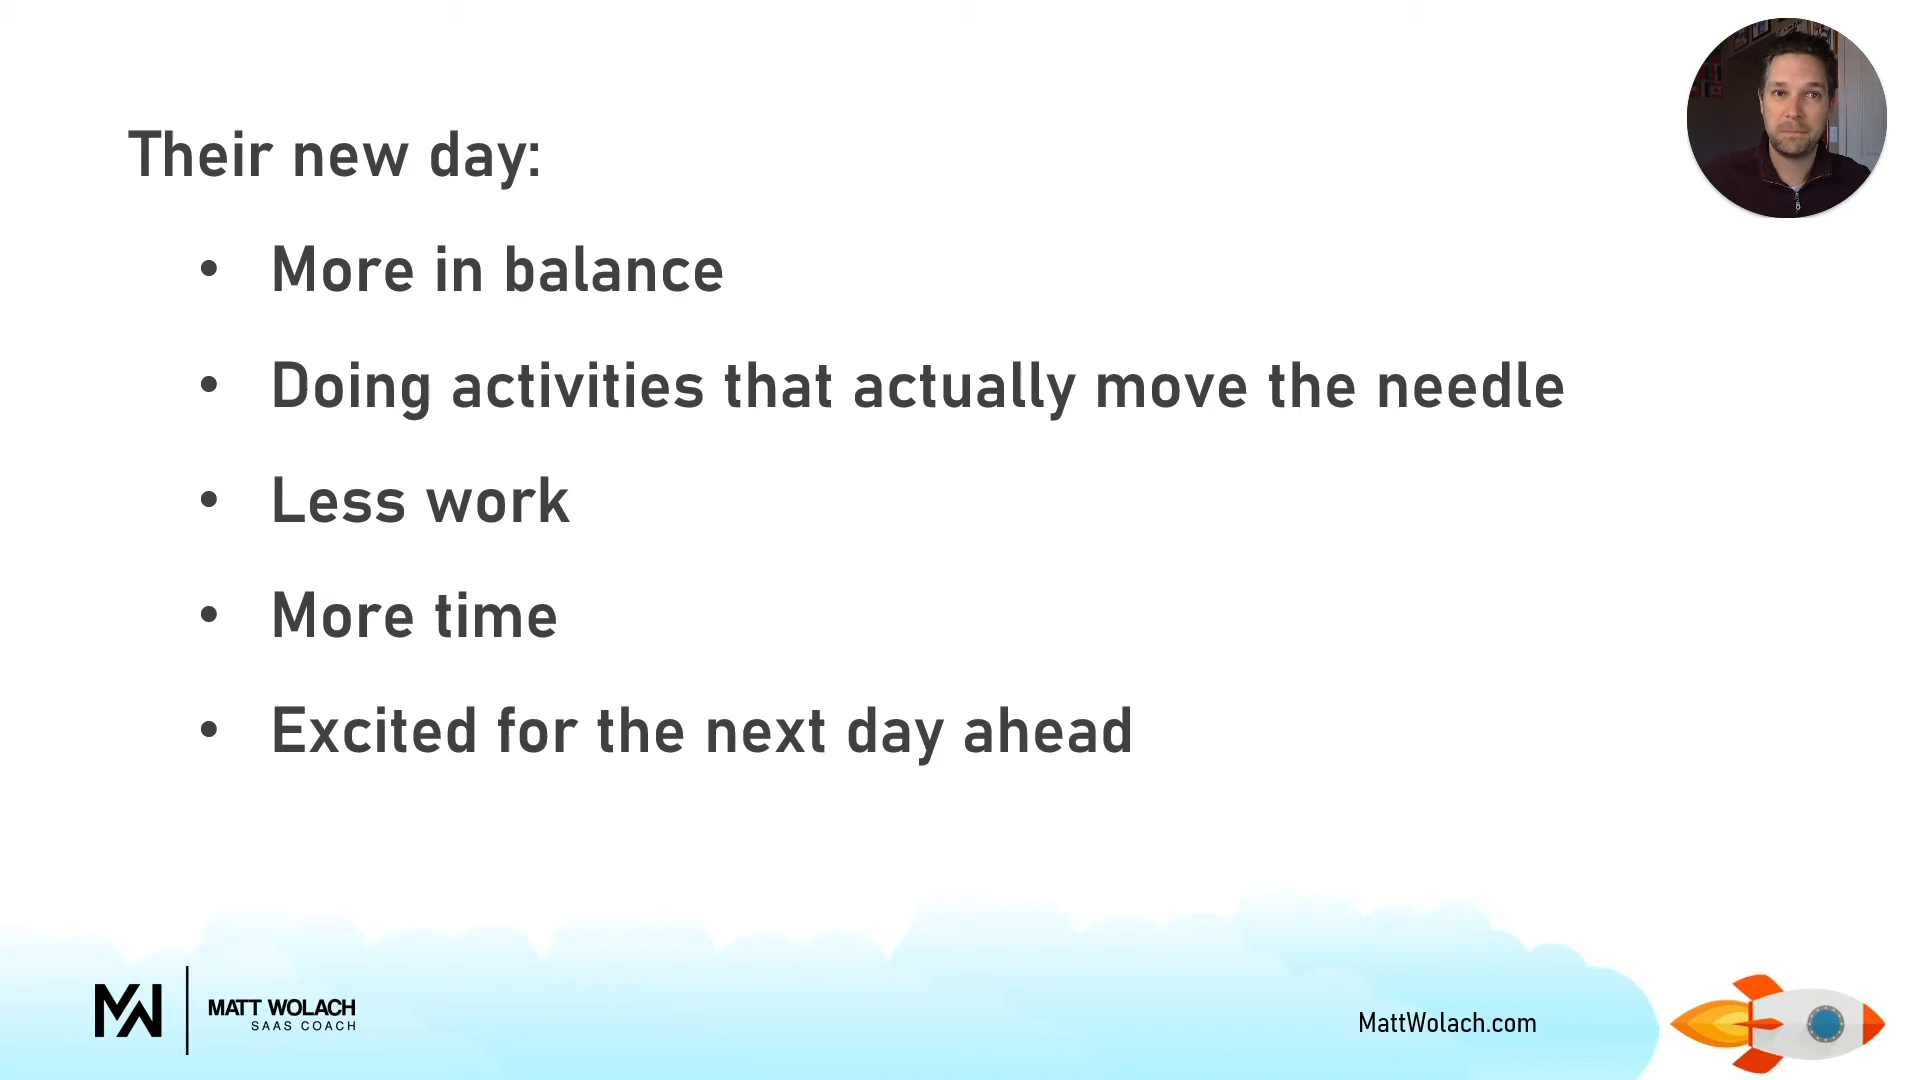 Their new day:
• More in balance
• Doing activities that actually move the needle
• Less work
• More time
• Excited for the next day ahead
MW
MATT WOLACH
SAAS COACH
MattWolach.com